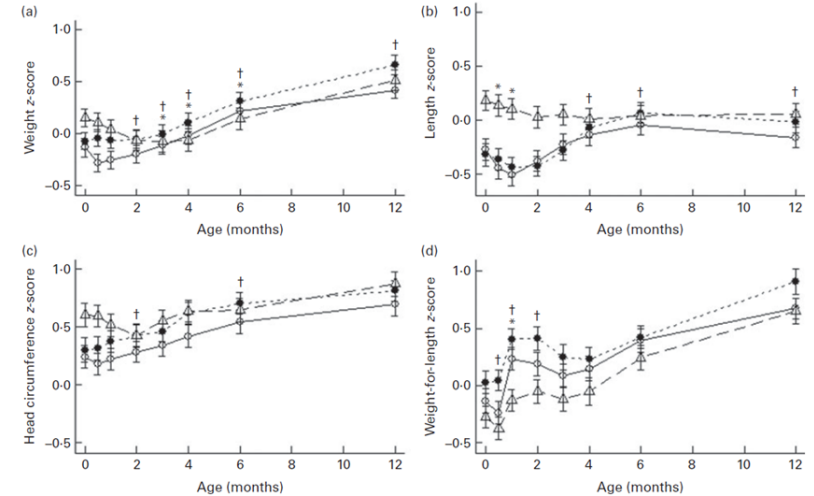 (a)
1·0
0·5
0·0
–0·5
Weight z-score
†
†
*
†
*
†
*
†
0 2 4 6 8 10 12
Age (months)
(b)
1·0
0·5
0·0
–0·5
Length z-score
* *
†
†
†
0 2 4 6 8 10 12
Age (months)
(c)
1·0
0·5
0·0
–0·5
Head circumference z-score
†
†
0 2 4 6 8 10 12
Age (months)
(d)
1·0
0·5
0·0
–0·5
Weight-for-length z-score
†
†
*
†
0 2 4 6 8 10 12
Age (months)